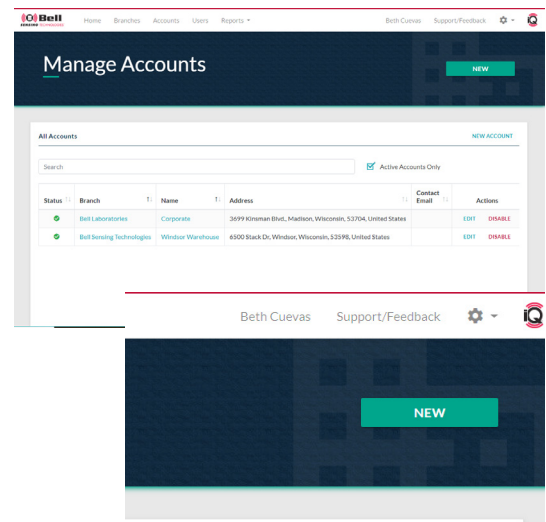 Bell
SENSING TECHNOLOGIES
Home Branches Accounts Users Reports
Beth Cuevas Support/Feedback
iQ
Manage Accounts
NEW
All Accounts
NEW ACCOUNT
Search
Active Accounts Only
Status Branch Name Address Contact Email Actions
Bell Laboratories Corporate 3699 Kinsman Blvd., Madison, Wisconsin, 53704, United States EDIT DISABLE
Bell Sensing Technologies Windsor Warehouse 6500 Stack Dr, Windsor, Wisconsin, 53598, United States EDIT DISABLE
Beth Cuevas Support/Feedback
iQ
NEW